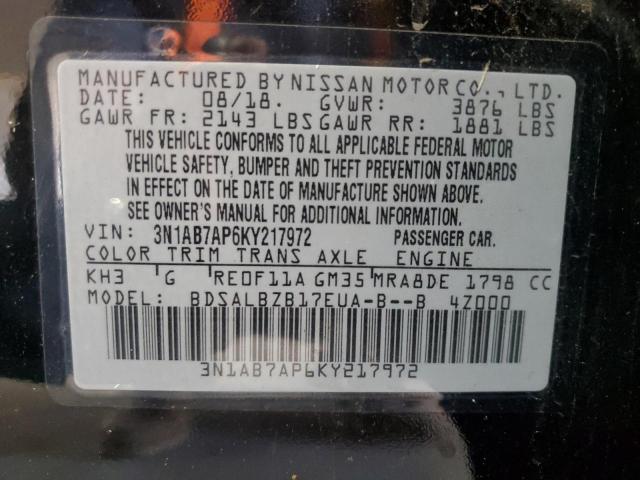 MANUFACTURED BY NISSAN MOTOR CO., LTD.
DATE: 08/18. GVWR: 3876 LBS
GAWR FR: 2143 LBS GAWR RR: 1881 LBS
THIS VEHICLE CONFORMS TO ALL APPLICABLE FEDERAL MOTOR
VEHICLE SAFETY, BUMPER AND THEFT PREVENTION STANDARDS
IN EFFECT ON THE DATE OF MANUFACTURE SHOWN ABOVE.
SEE OWNER'S MANUAL FOR ADDITIONAL INFORMATION.
VIN: 3N1AB7AP6KY217972 PASSENGER CAR.
COLOR TRIM TRANS AXLE ENGINE
KH3 G RE0F11A GM35 MRA8DE 1798 CC
MODEL: BDSALBZB17EUA-B--B 4Z000
3N1AB7AP6KY217972